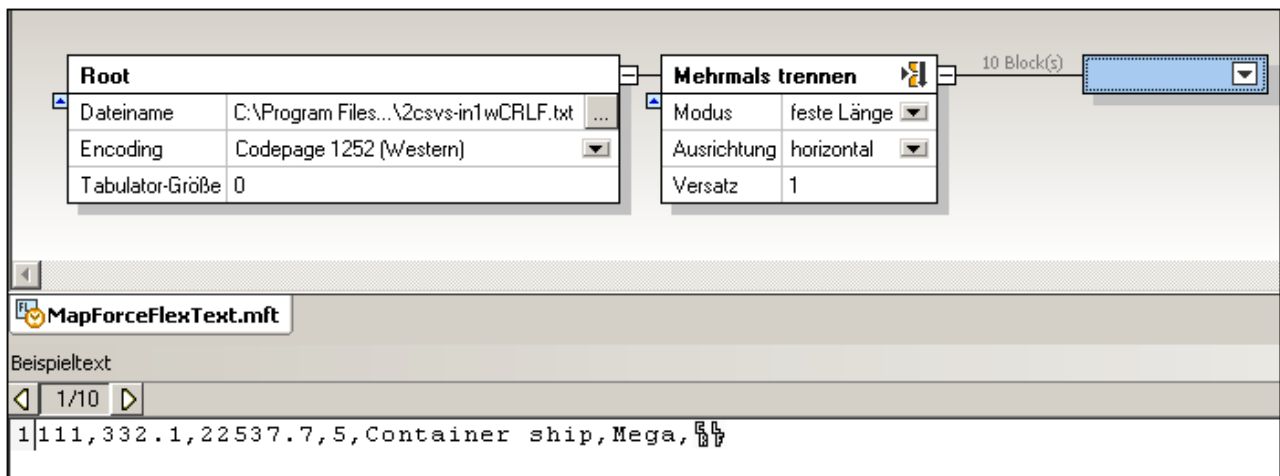 Root
Dateiname C:\Program Files...\2csvs-in1wCRLF.txt ...
Encoding Codepage 1252 (Western)
Tabulator-Größe 0
Mehrmals trennen
Modus feste Länge
Ausrichtung horizontal
Versatz 1
10 Block(s)
MapForceFlexText.mft
Beispieltext
1/10
1 111,332.1,22537.7,5,Container ship,Mega,␍␊